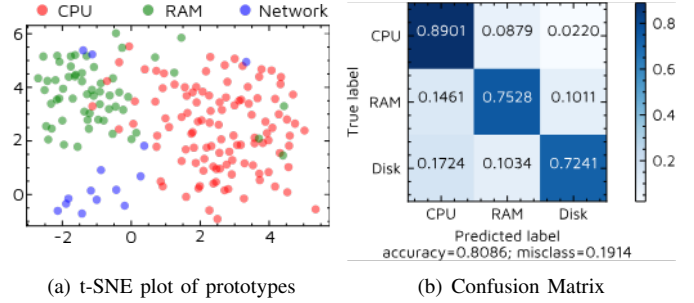 CPU RAM Network
6
4
2
0
-2 0 2 4
(a) t-SNE plot of prototypes
True label
CPU 0.8901 0.0879 0.0220
RAM 0.1461 0.7528 0.1011
Disk 0.1724 0.1034 0.7241
CPU RAM Disk
Predicted label
accuracy=0.8086; misclass=0.1914
0.8
0.6
0.4
0.2
(b) Confusion Matrix